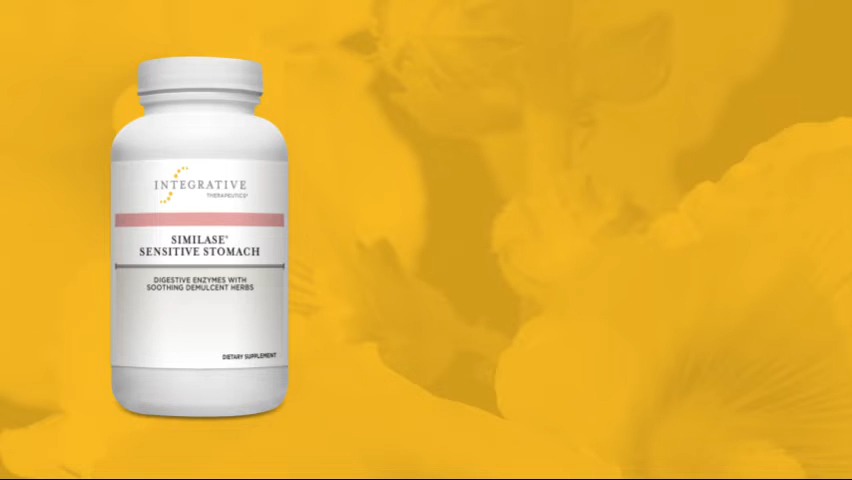 INTEGRATIVE
THERAPEUTICS®
SIMILASE®
SENSITIVE STOMACH
DIGESTIVE ENZYMES WITH
SOOTHING DEMULCENT HERBS
DIETARY SUPPLEMENT